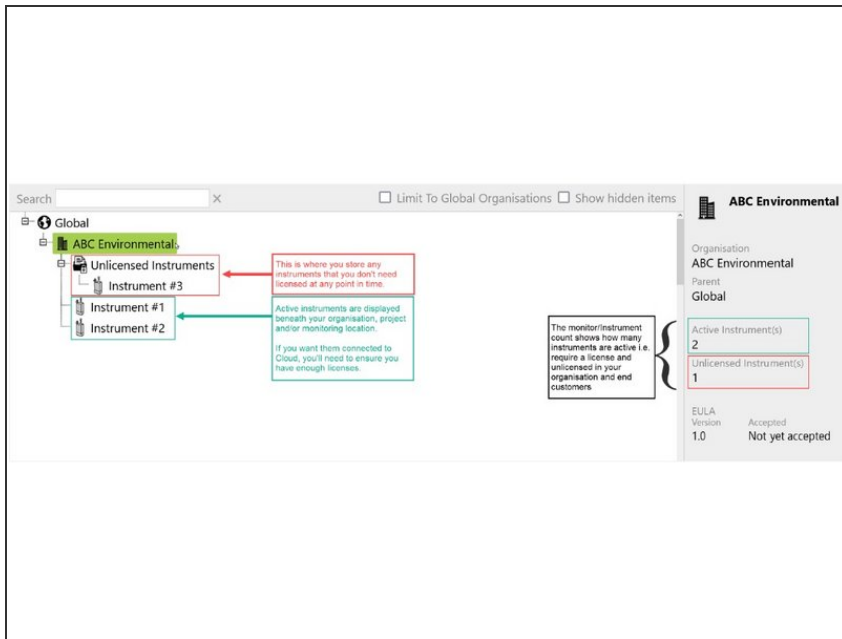 Search
Limit To Global Organisations
Show hidden items
Global
ABC Environmental
Unlicensed Instruments
Instrument #3
Instrument #1
Instrument #2
This is where you store any
instruments that you don't need
licensed at any point in time.
Active instruments are displayed
beneath your organisation, project
and/or monitoring location.
If you want them connected to
Cloud, you'll need to ensure you
have enough licenses.
The monitor/Instrument
count shows how many
instruments are active i.e.
require a license and
unlicensed in your
organisation and end
customers
ABC Environmental
Organisation
ABC Environmental
Parent
Global
Active Instrument(s)
2
Unlicensed Instrument(s)
1
EULA
Version Accepted
1.0 Not yet accepted